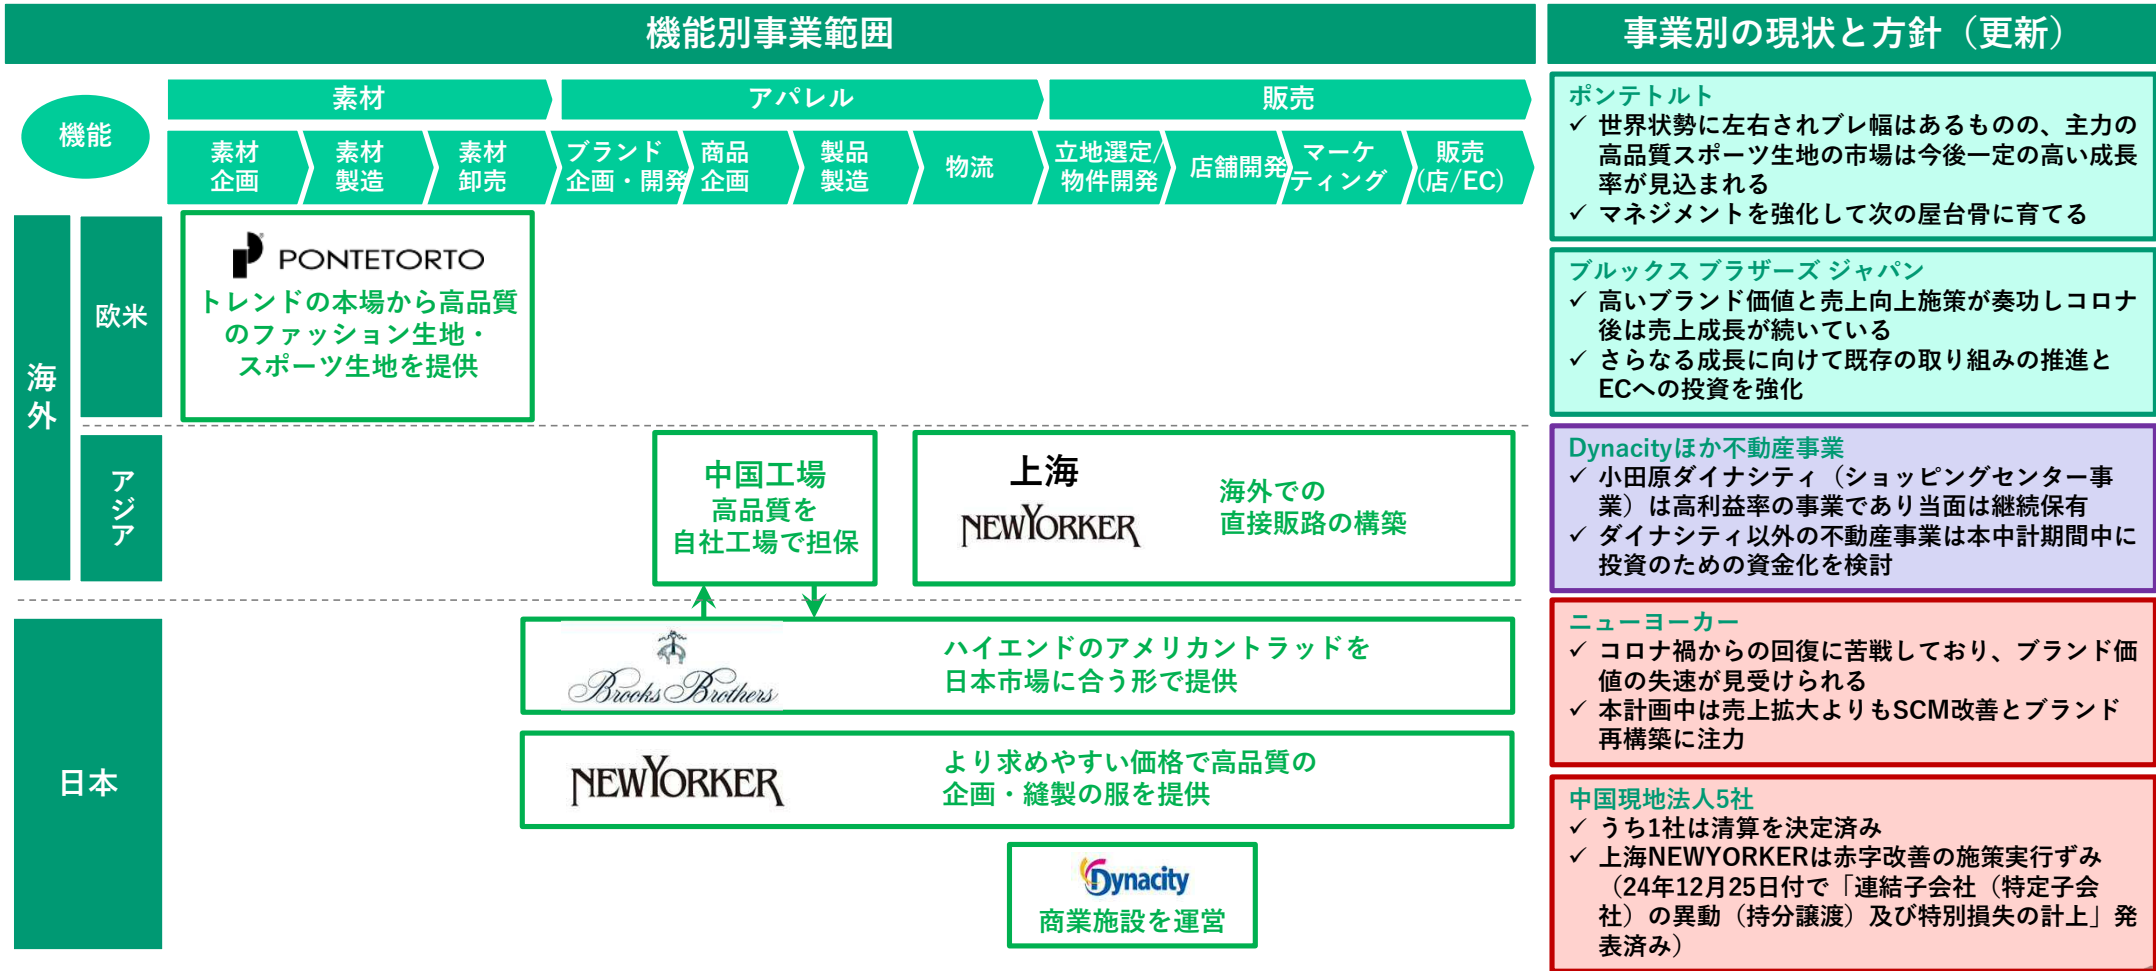 機能別事業範囲
事業別の現状と方針（更新）
機能
素材
アパレル
販売
素材
企画
素材
製造
素材
卸売
ブランド
企画・開発
商品
企画
製品
製造
物流
立地選定/
物件開発
店舗開発
マーケ
ティング
販売
(店/EC)
海外
欧米
PONTETORTO
トレンドの本場から高品質
のファッション生地・
スポーツ生地を提供
アジア
中国工場
高品質を
自社工場で担保
上海
NEWYORKER
海外での
直接販路の構築
日本
Brooks Brothers
ハイエンドのアメリカントラッドを
日本市場に合う形で提供
NEWYORKER
より求めやすい価格で高品質の
企画・縫製の服を提供
Dynacity
商業施設を運営
ポンテトルト
✓ 世界状勢に左右されブレ幅はあるものの、主力の
高品質スポーツ生地の市場は今後一定の高い成長
率が見込まれる
✓ マネジメントを強化して次の屋台骨に育てる
ブルックス ブラザーズ ジャパン
✓ 高いブランド価値と売上向上施策が奏功しコロナ
後は売上成長が続いている
✓ さらなる成長に向けて既存の取り組みの推進と
ECへの投資を強化
Dynacityほか不動産事業
✓ 小田原ダイナシティ（ショッピングセンター事
業）は高利益率の事業であり当面は継続保有
✓ ダイナシティ以外の不動産事業は本中計期間中に
投資のための資金化を検討
ニューヨーカー
✓ コロナ禍からの回復に苦戦しており、ブランド価
値の失速が見受けられる
✓ 本計画中は売上拡大よりもSCM改善とブランド
再構築に注力
中国現地法人5社
✓ うち1社は清算を決定済み
✓ 上海NEWYORKERは赤字改善の施策実行ずみ
（24年12月25日付で「連結子会社（特定子会
社）の異動（持分譲渡）及び特別損失の計上」発
表済み）